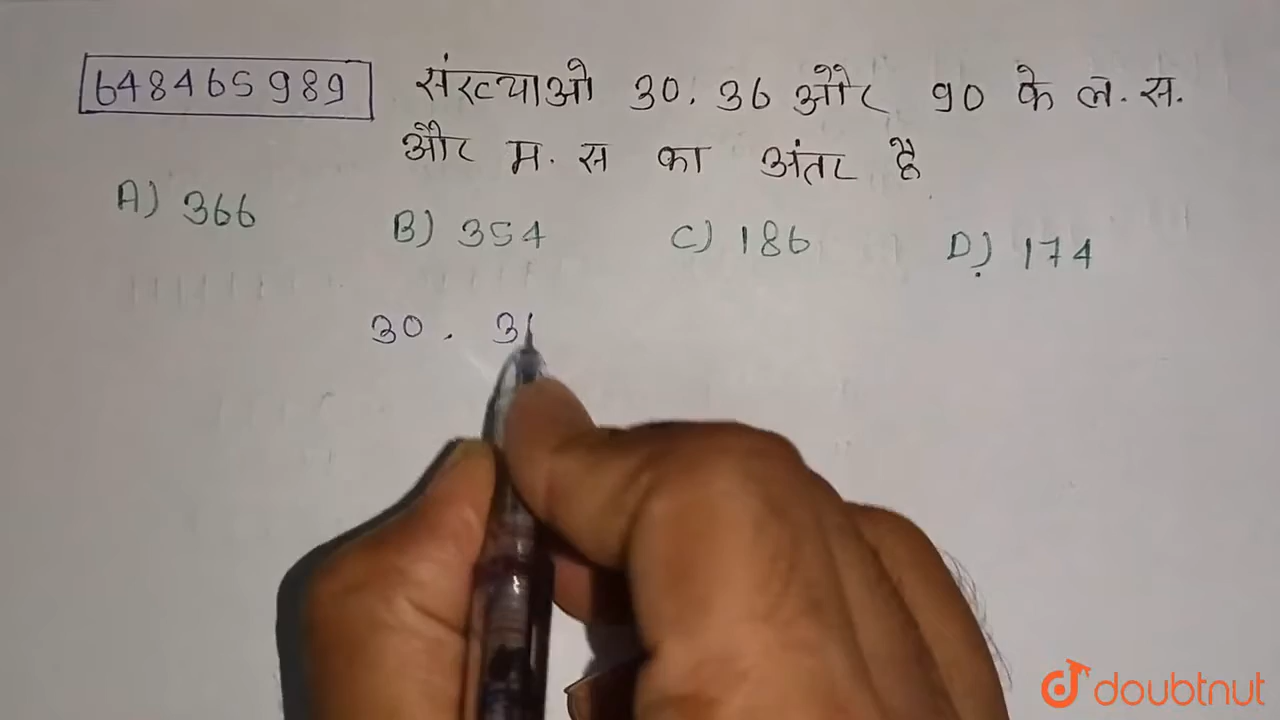 648465989 संख्याओ 30. 36 और 90 के ल. स.
और म. स का अंतर है
A) 366 B) 354 C) 186 D) 174
30 . 3
doubtnut